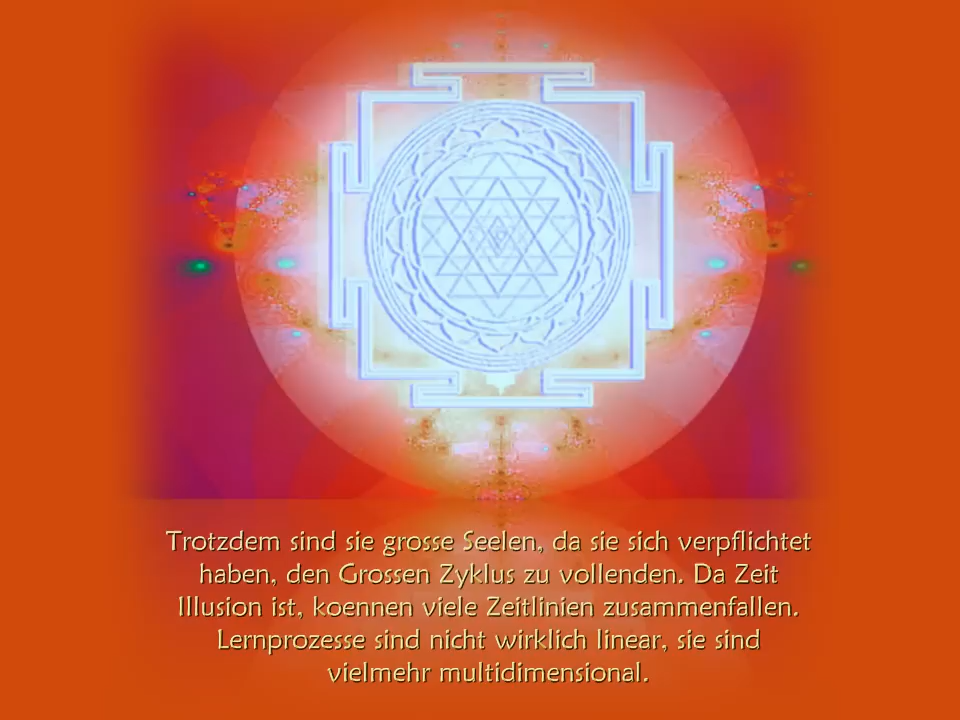 Trotzdem sind sie grosse Seelen, da sie sich verpflichtet
haben, den Grossen Zyklus zu vollenden. Da Zeit
Illusion ist, koennen viele Zeitlinien zusammenfallen.
Lernprozesse sind nicht wirklich linear, sie sind
vielmehr multidimensional.